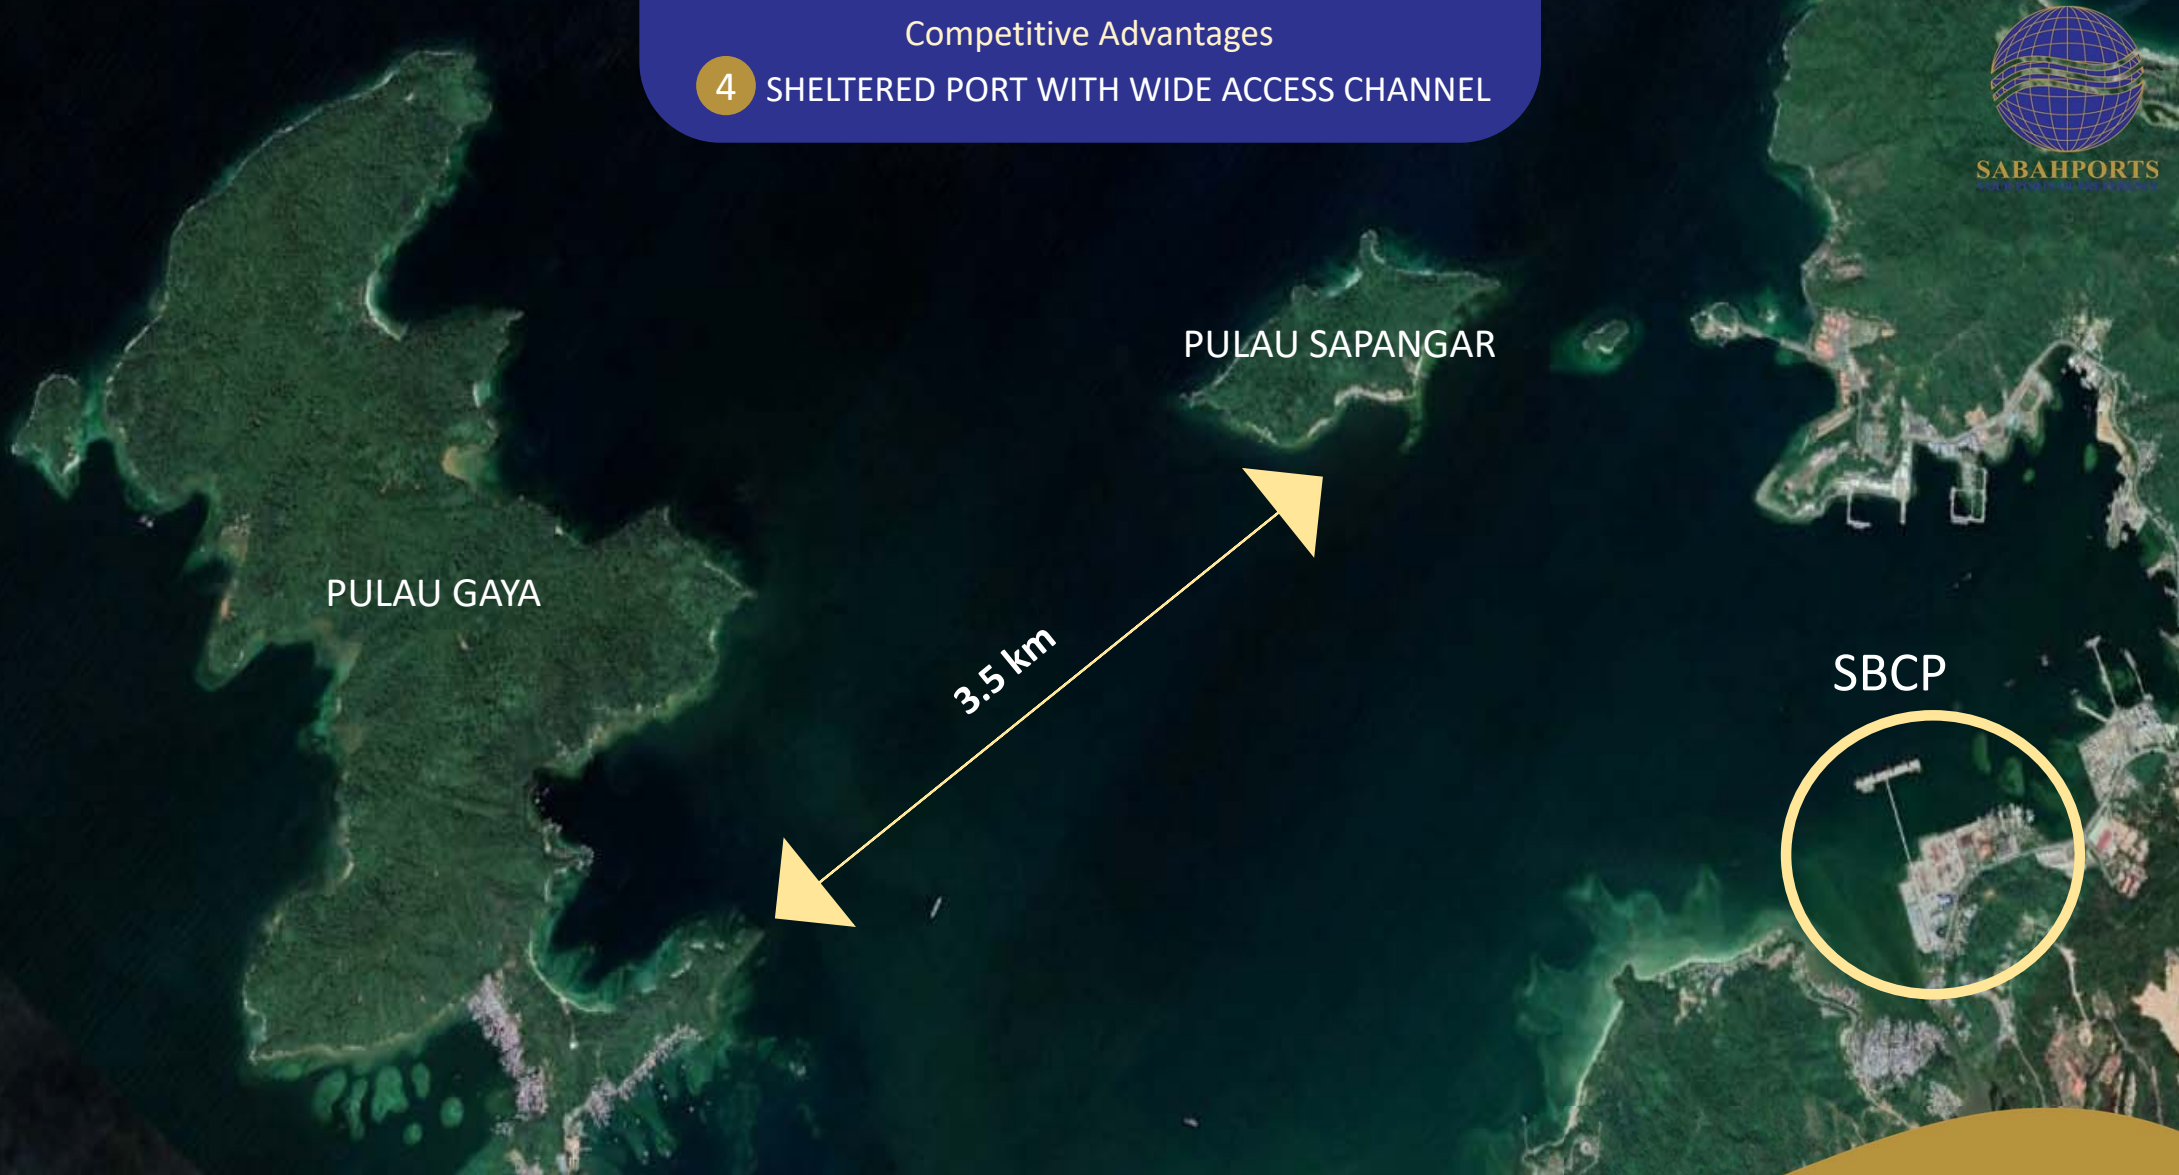 Competitive Advantages
4 SHELTERED PORT WITH WIDE ACCESS CHANNEL
SABAHPORTS
PULAU SAPANGAR
PULAU GAYA
3.5 km
SBCP